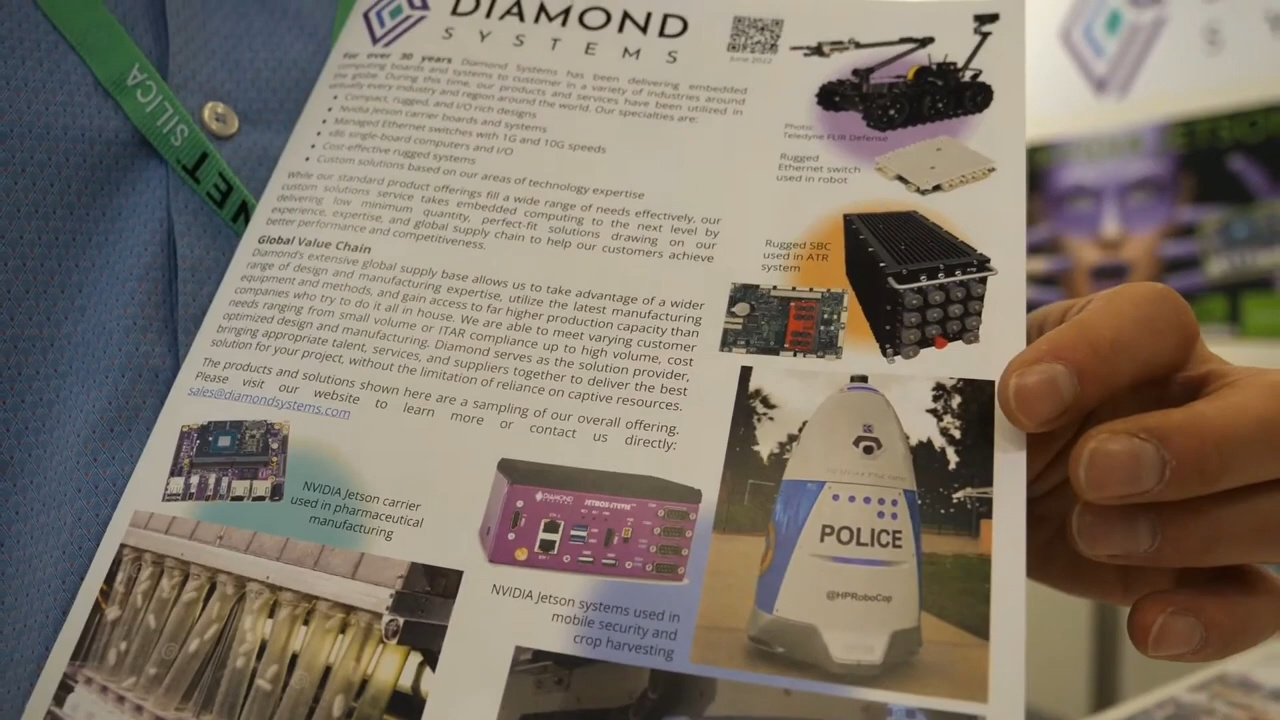 DIAMOND
SYSTEMS
June 2022
For over 30 years Diamond Systems has been delivering embedded
computing boards and systems to customer in a variety of industries around
the globe. During this time, our products and services have been utilized in
virtually every industry and region around the world. Our specialties are:
• Compact, rugged, and I/O rich designs
• Nvidia Jetson carrier boards and systems
• Managed Ethernet switches with 1G and 10G speeds
• x86 single-board computers and I/O
• Cost effective rugged systems
• Custom solutions based on our areas of technology expertise
While our standard product offerings fill a wide range of needs effectively, our
custom solutions service takes embedded computing to the next level by
delivering low minimum quantity, perfect-fit solutions drawing on our
experience, expertise, and global supply chain to help our customers achieve
better performance and competitiveness.
Global Value Chain
Diamond's extensive global supply base allows us to take advantage of a wider
range of design and manufacturing expertise, utilize the latest manufacturing
equipment and methods, and gain access to far higher production capacity than
companies who try to do it all in house. We are able to meet varying customer
needs ranging from small volume or ITAR compliance up to high volume, cost
optimized design and manufacturing. Diamond serves as the solution provider,
bringing appropriate talent, services, and suppliers together to deliver the best
solution for your project, without the limitation of reliance on captive resources.
The products and solutions shown here are a sampling of our overall offering.
Please visit our website to learn more or contact us directly:
sales@diamondsystems.com
Photo:
Teledyne FLIR Defense
Rugged
Ethernet switch
used in robot
Rugged SBC
used in ATR
system
NVIDIA Jetson carrier
used in pharmaceutical
manufacturing
DIAMOND
SYSTEMS
JETBOX-STEVIE
NVIDIA Jetson systems used in
mobile security and
crop harvesting
POLICE
@HPRoboCop
NET
SILICA